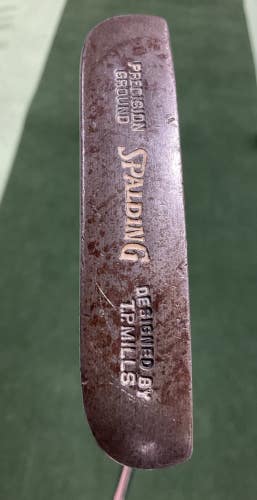 PRECISION
GROUND
SPALDING
DESIGNED BY
T.P. MILLS